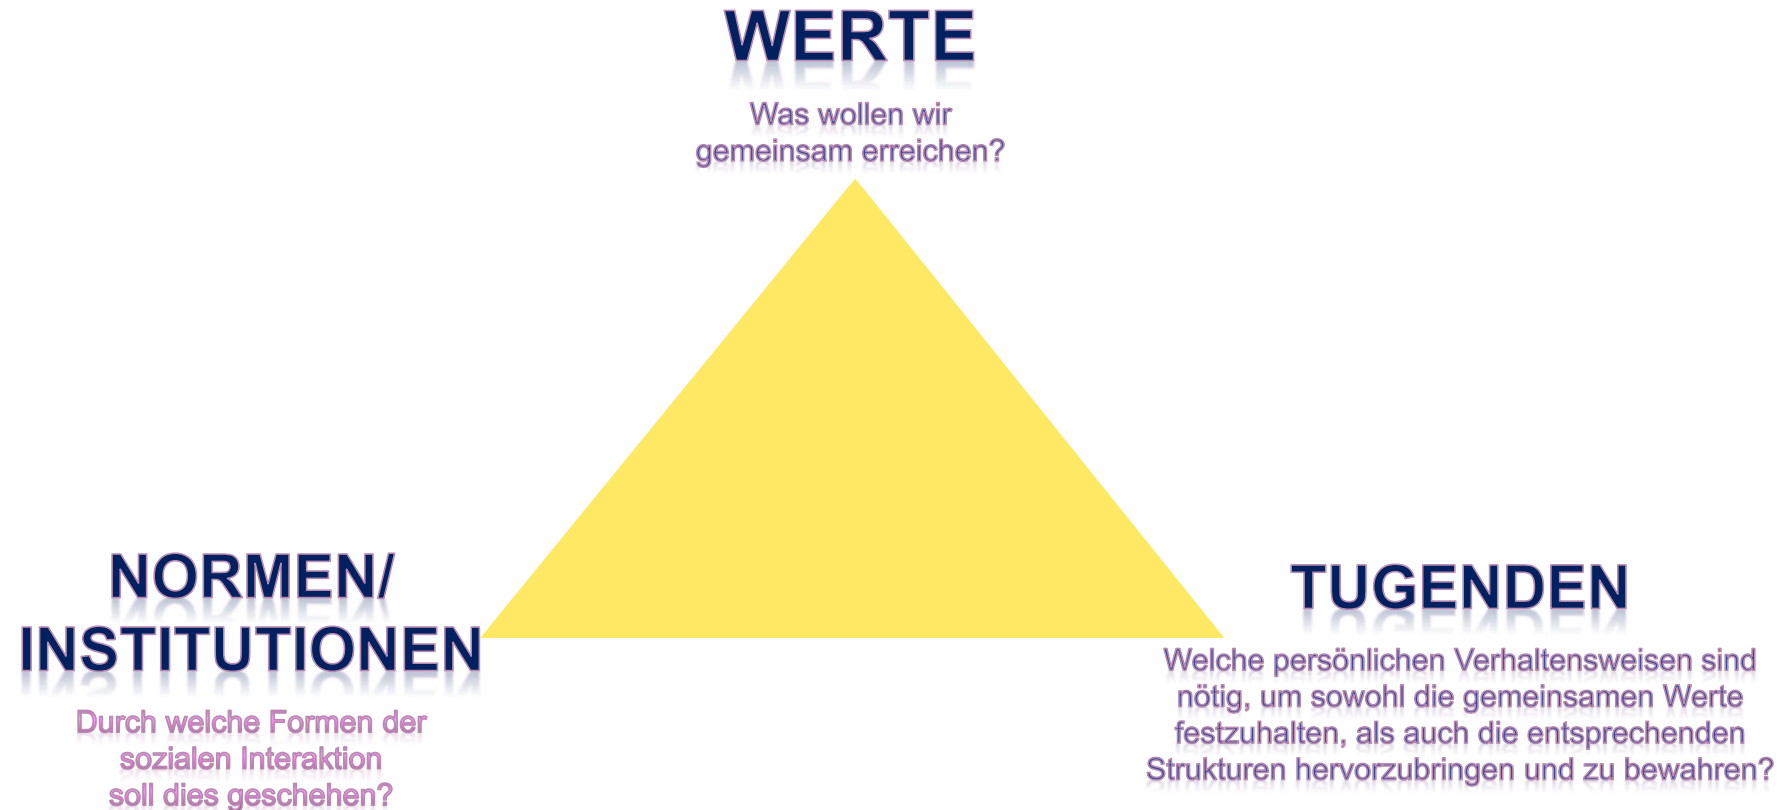 WERTE
Was wollen wir
gemeinsam erreichen?
NORMEN/
INSTITUTIONEN
Durch welche Formen der
sozialen Interaktion
soll dies geschehen?
TUGENDEN
Welche persönlichen Verhaltensweisen sind
nötig, um sowohl die gemeinsamen Werte
festzuhalten, als auch die entsprechenden
Strukturen hervorzubringen und zu bewahren?